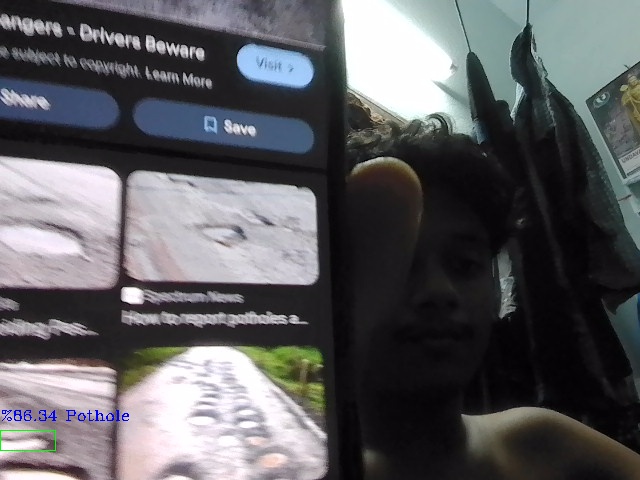 angers - Drivers Beware
e subject to copyright. Learn More
Visit >
Share
Save
Spectrum News
How to report potholes a...
%86.34 Pothole